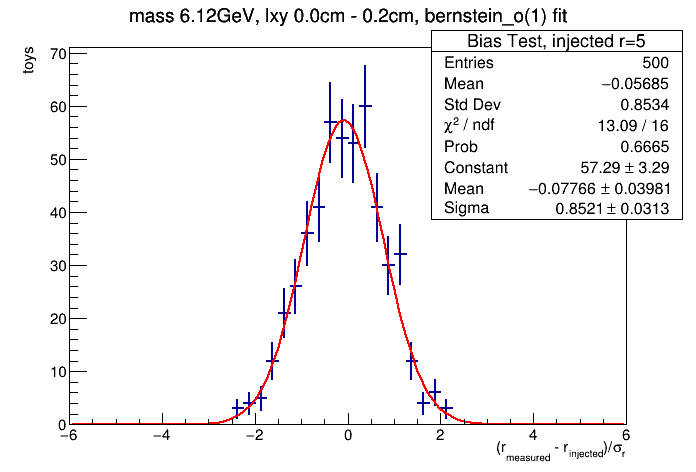 mass 6.12GeV, lxy 0.0cm - 0.2cm, bernstein_o(1) fit
toys
Bias Test, injected r=5
Entries 500
Mean −0.05685
Std Dev 0.8534
χ² / ndf 13.09 / 16
Prob 0.6665
Constant 57.29 ± 3.29
Mean −0.07766 ± 0.03981
Sigma 0.8521 ± 0.0313
70
60
50
40
30
20
10
0
−6 −4 −2 0 2 4 6
(r_measured - r_injected)/σ_r